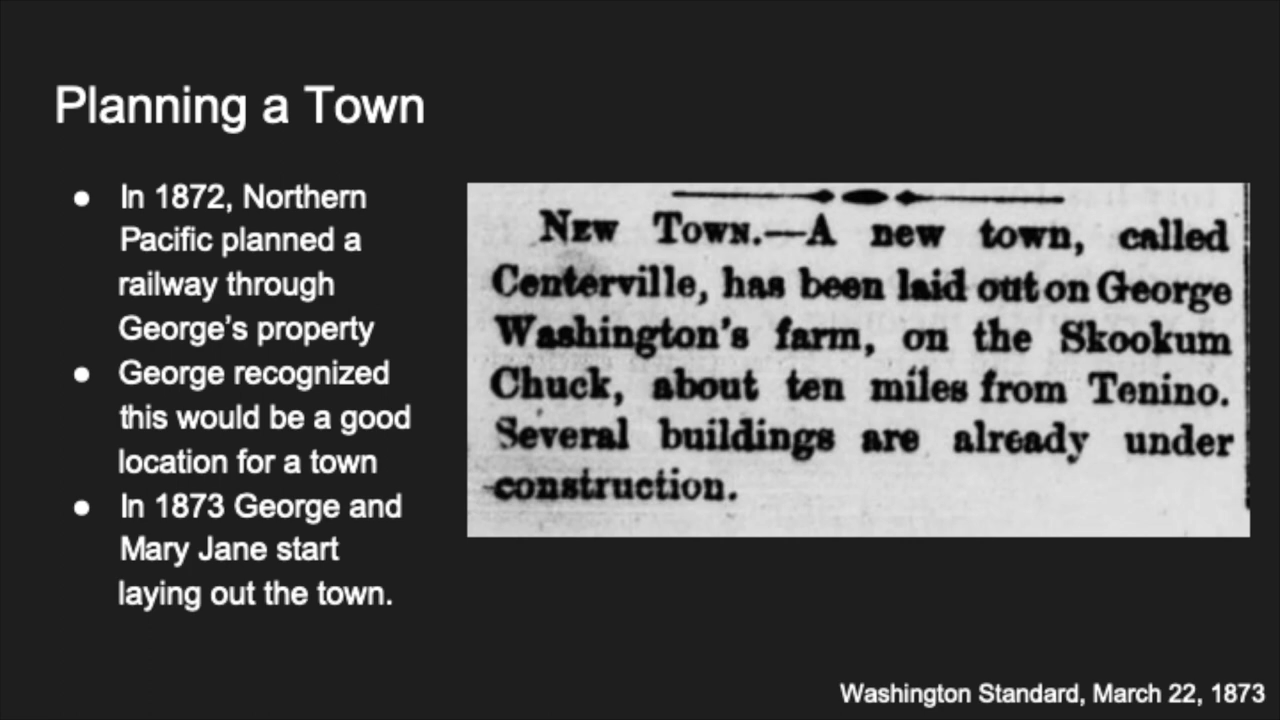 Planning a Town
● In 1872, Northern
Pacific planned a
railway through
George's property
● George recognized
this would be a good
location for a town
● In 1873 George and
Mary Jane start
laying out the town.
NEW TOWN.—A new town, called
Centerville, has been laid out on George
Washington's farm, on the Skookum
Chuck, about ten miles from Tenino.
Several buildings are already under
construction.
Washington Standard, March 22, 1873